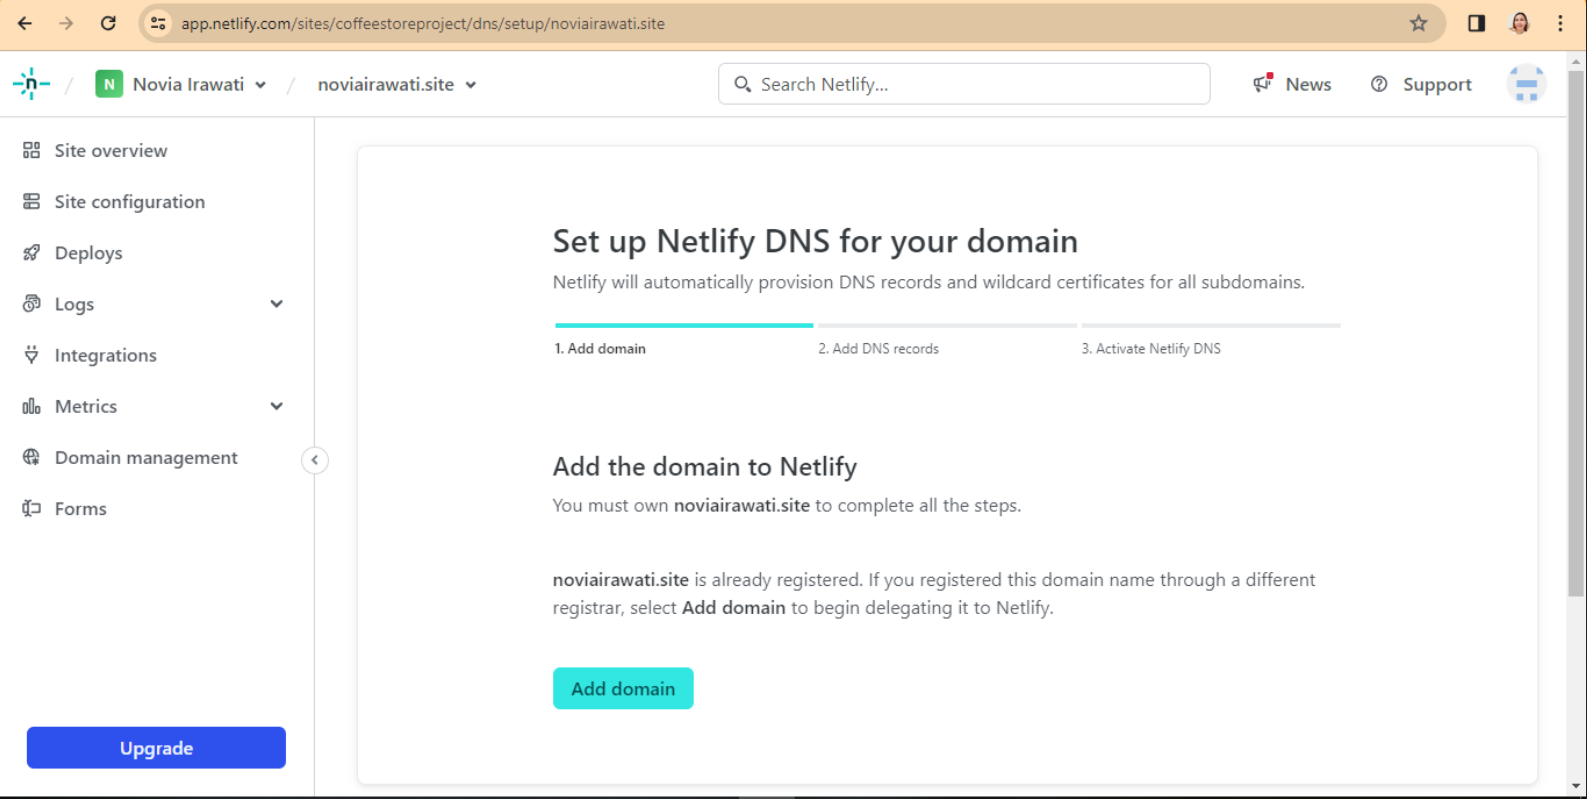 app.netlify.com/sites/coffeestoreproject/dns/setup/noviairawati.site
n / N Novia Irawati / noviairawati.site
Search Netlify...
News
Support
Site overview
Site configuration
Deploys
Logs
Integrations
Metrics
Domain management
Forms
Upgrade
Set up Netlify DNS for your domain
Netlify will automatically provision DNS records and wildcard certificates for all subdomains.
1. Add domain
2. Add DNS records
3. Activate Netlify DNS
Add the domain to Netlify
You must own noviairawati.site to complete all the steps.
noviairawati.site is already registered. If you registered this domain name through a different
registrar, select Add domain to begin delegating it to Netlify.
Add domain